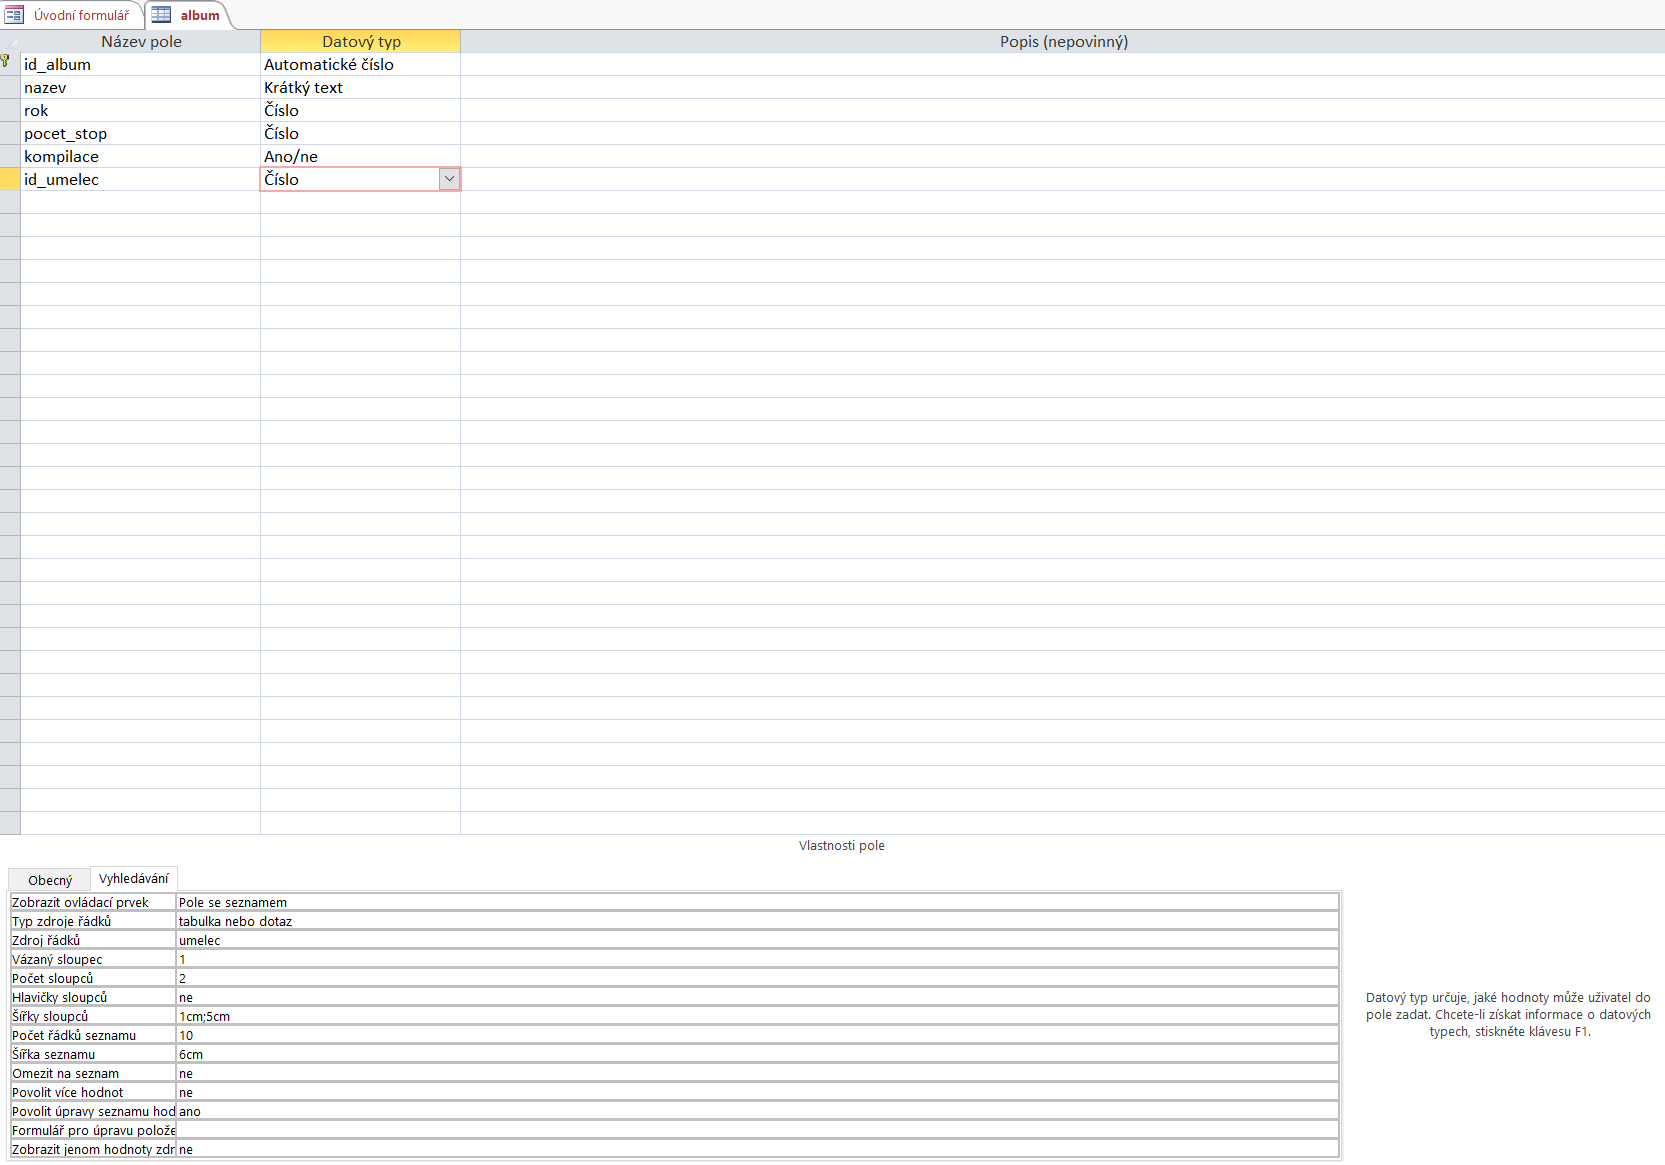 Úvodní formulář album
Název pole Datový typ Popis (nepovinný)
id_album Automatické číslo
nazev Krátký text
rok Číslo
pocet_stop Číslo
kompilace Ano/ne
id_umelec Číslo
Vlastnosti pole
Obecný Vyhledávání
Zobrazit ovládací prvek Pole se seznamem
Typ zdroje řádků tabulka nebo dotaz
Zdroj řádků umelec
Vázaný sloupec 1
Počet sloupců 2
Hlavičky sloupců ne
Šířky sloupců 1cm;5cm
Počet řádků seznamu 10
Šířka seznamu 6cm
Omezit na seznam ne
Povolit více hodnot ne
Povolit úpravy seznamu hod ano
Formulář pro úpravu polože
Zobrazit jenom hodnoty zdr ne
Datový typ určuje, jaké hodnoty může uživatel do
pole zadat. Chcete-li získat informace o datových
typech, stiskněte klávesu F1.